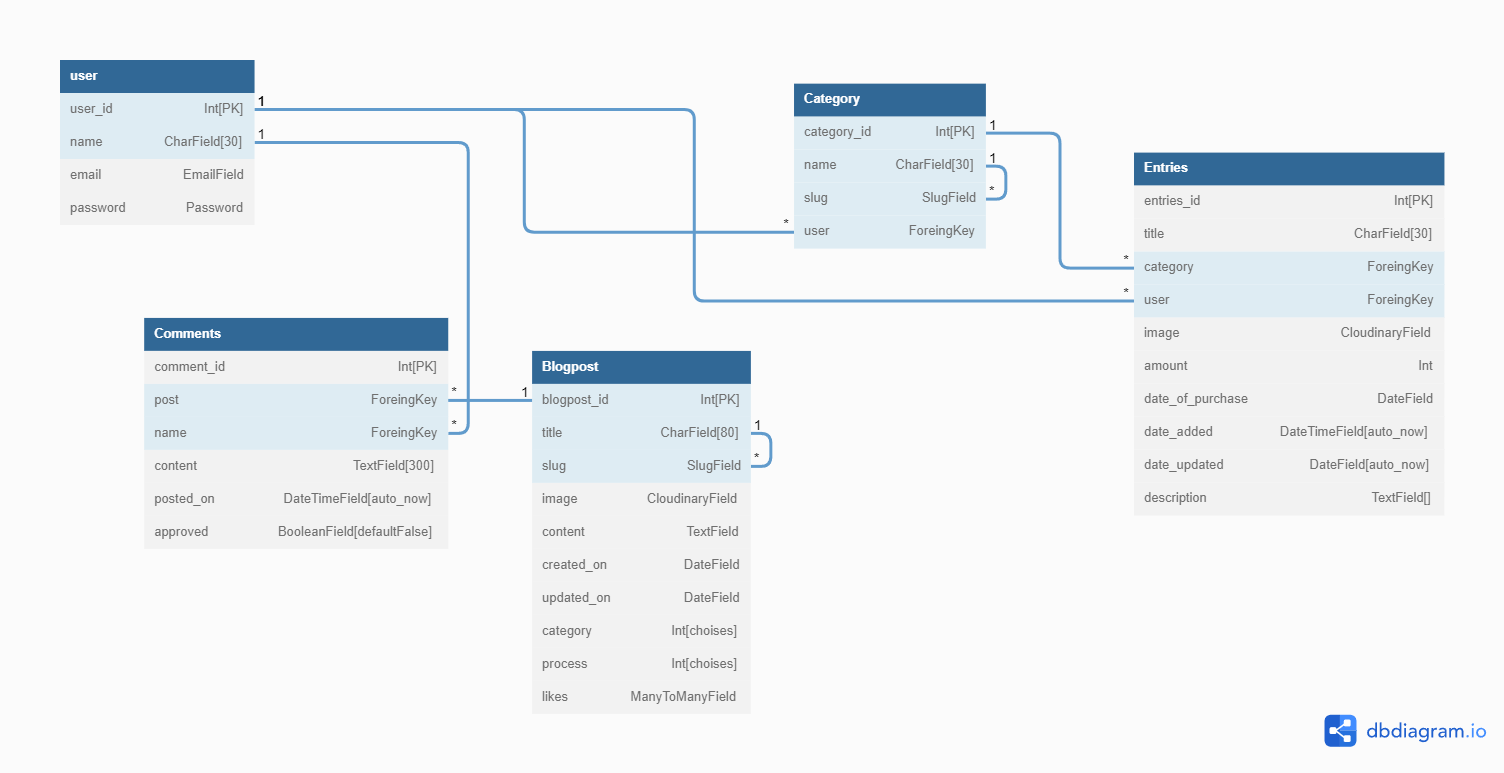 user
user_id Int[PK]
name CharField[30]
email EmailField
password Password
1
1
Category
category_id Int[PK]
name CharField[30]
slug SlugField
user ForeingKey
1
1
*
*
Entries
entries_id Int[PK]
title CharField[30]
category ForeingKey
user ForeingKey
image CloudinaryField
amount Int
date_of_purchase DateField
date_added DateTimeField[auto_now]
date_updated DateField[auto_now]
description TextField[]
*
*
Comments
comment_id Int[PK]
post ForeingKey
name ForeingKey
content TextField[300]
posted_on DateTimeField[auto_now]
approved BooleanField[defaultFalse]
*
*
1
Blogpost
blogpost_id Int[PK]
title CharField[80]
slug SlugField
image CloudinaryField
content TextField
created_on DateField
updated_on DateField
category Int[choises]
process Int[choises]
likes ManyToManyField
1
*
dbdiagram.io